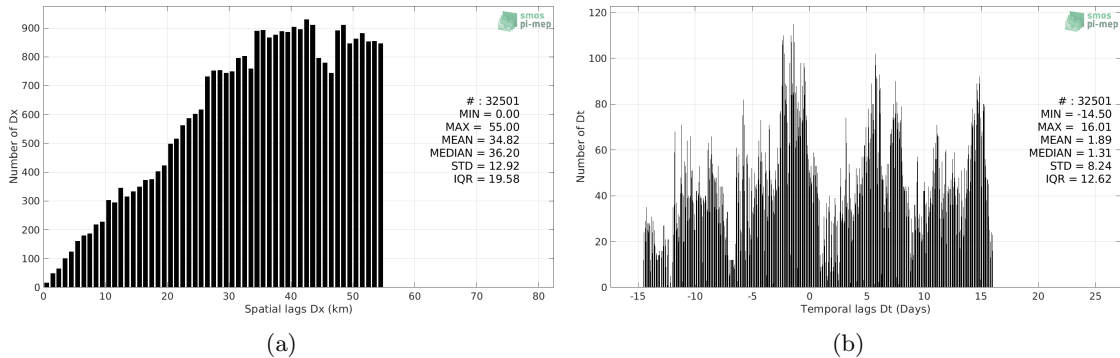 smos
pi-mep
900
800
700
600
500
400
300
200
100
0
Number of Dx
# : 32501
MIN = 0.00
MAX = 55.00
MEAN = 34.82
MEDIAN = 36.20
STD = 12.92
IQR = 19.58
0 10 20 30 40 50 60 70 80
Spatial lags Dx (km)
(a)
smos
pi-mep
120
100
80
60
40
20
0
Number of Dt
# : 32501
MIN = -14.50
MAX = 16.01
MEAN = 1.89
MEDIAN = 1.31
STD = 8.24
IQR = 12.62
-15 -10 -5 0 5 10 15 20 25
Temporal lags Dt (Days)
(b)